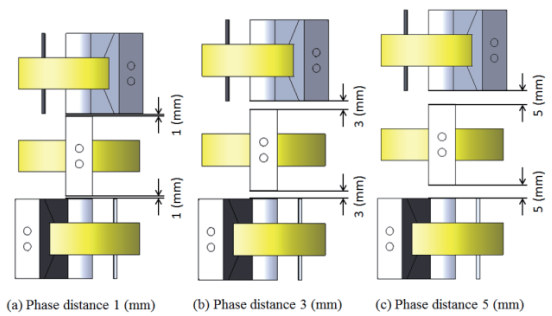 1 (mm)
1 (mm)
3 (mm)
3 (mm)
5 (mm)
5 (mm)
(a) Phase distance 1 (mm)
(b) Phase distance 3 (mm)
(c) Phase distance 5 (mm)